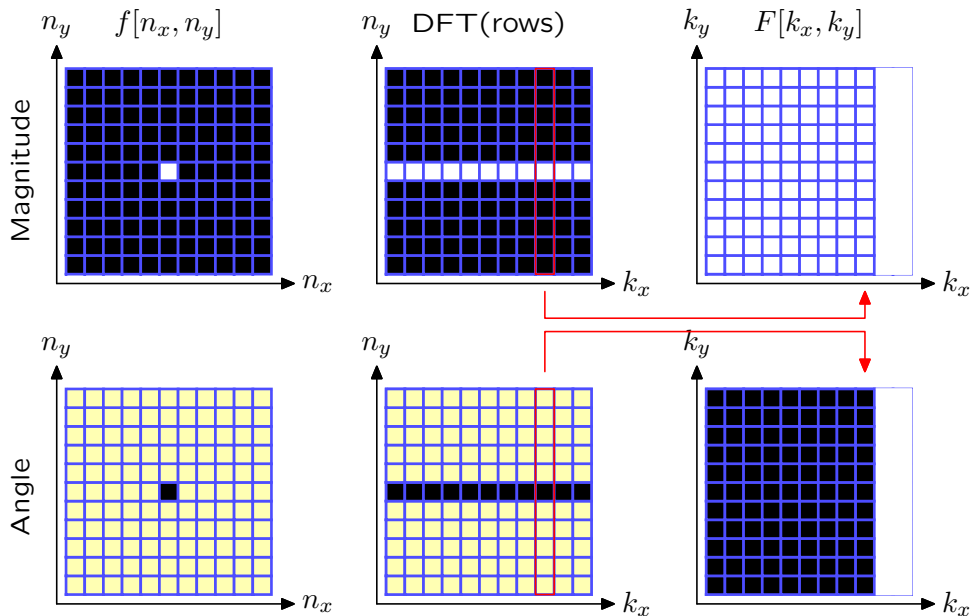 f[n_x, n_y] DFT(rows) F[k_x, k_y]
n_y n_y k_y
Magnitude
n_x k_x k_x
n_y n_y k_y
Angle
n_x k_x k_x